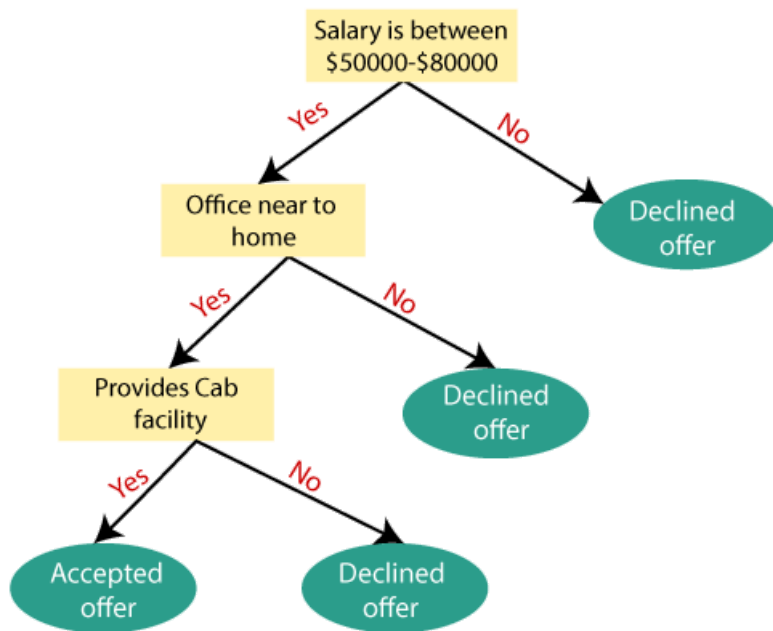 Salary is between
$50000-$80000
Yes
No
Office near to
home
Declined
offer
Yes
No
Provides Cab
facility
Declined
offer
Yes
No
Accepted
offer
Declined
offer